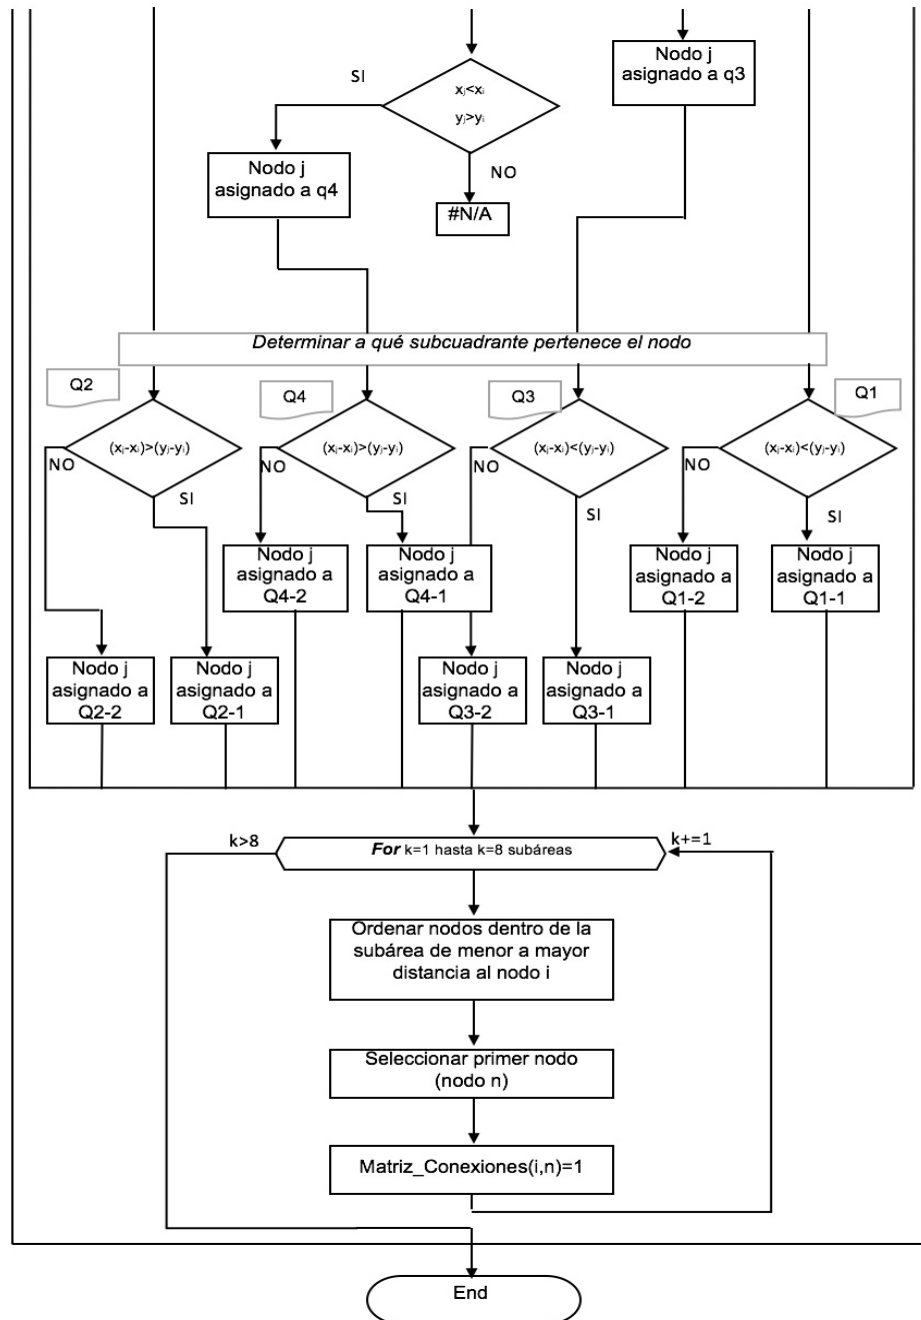 Nodo j
asignado a q3
SI
xⱼ<xᵢ
yⱼ>yᵢ
NO
Nodo j
asignado a q4
#N/A
Determinar a qué subcuadrante pertenece el nodo
Q2
Q4
Q3
Q1
(xⱼ-xᵢ)>(yⱼ-yᵢ)
(xⱼ-xᵢ)>(yⱼ-yᵢ)
(xⱼ-xᵢ)<(yⱼ-yᵢ)
(xⱼ-xᵢ)<(yⱼ-yᵢ)
NO
SI
NO
SI
NO
SI
NO
SI
Nodo j
asignado a
Q4-2
Nodo j
asignado a
Q4-1
Nodo j
asignado a
Q1-2
Nodo j
asignado a
Q1-1
Nodo j
asignado a
Q2-2
Nodo j
asignado a
Q2-1
Nodo j
asignado a
Q3-2
Nodo j
asignado a
Q3-1
k>8
For k=1 hasta k=8 subáreas
k+=1
Ordenar nodos dentro de la
subárea de menor a mayor
distancia al nodo i
Seleccionar primer nodo
(nodo n)
Matriz_Conexiones(i,n)=1
End